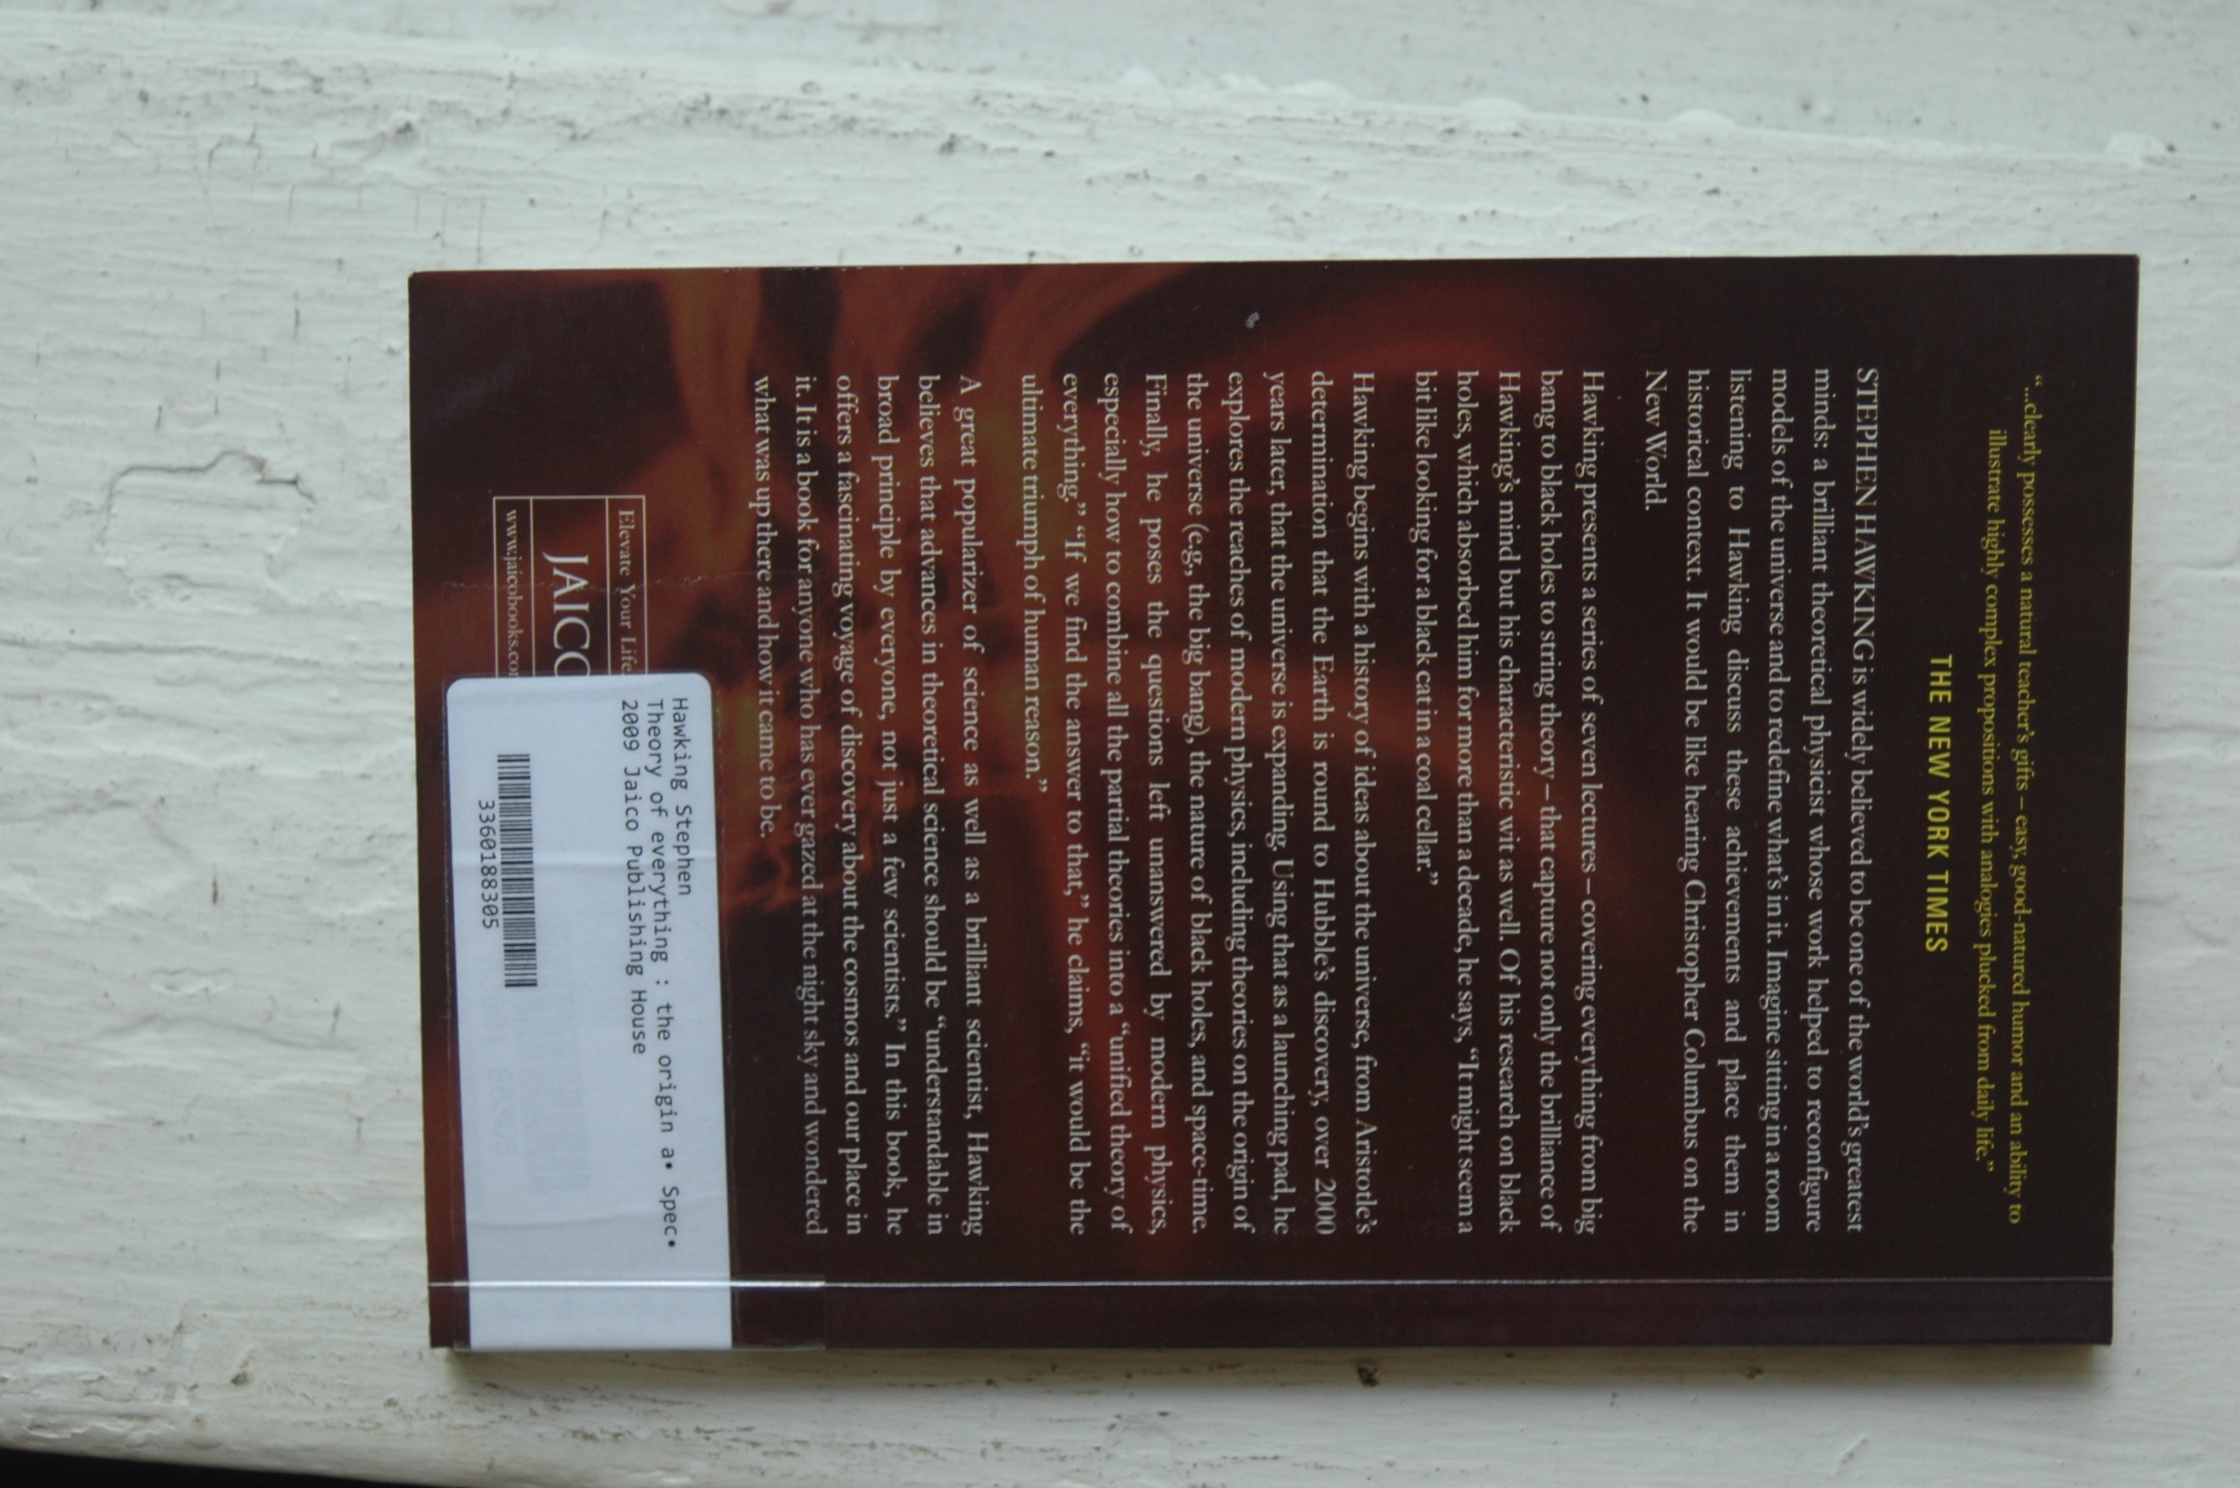 “...clearly possesses a natural teacher’s gifts – easy, good-natured humor and an ability to
illustrate highly complex propositions with analogies plucked from daily life.”
THE NEW YORK TIMES
STEPHEN HAWKING is widely believed to be one of the world’s greatest
minds: a brilliant theoretical physicist whose work helped to reconfigure
models of the universe and to redefine what’s in it. Imagine sitting in a room
listening to Hawking discuss these achievements and place them in
historical context. It would be like hearing Christopher Columbus on the
New World.
Hawking presents a series of seven lectures – covering everything from big
bang to black holes to string theory – that capture not only the brilliance of
Hawking’s mind but his characteristic wit as well. Of his research on black
holes, which absorbed him for more than a decade, he says, “It might seem a
bit like looking for a black cat in a coal cellar.”
Hawking begins with a history of ideas about the universe, from Aristotle’s
determination that the Earth is round to Hubble’s discovery, over 2000
years later, that the universe is expanding. Using that as a launching pad, he
explores the reaches of modern physics, including theories on the origin of
the universe (e.g., the big bang), the nature of black holes, and space-time.
Finally, he poses the questions left unanswered by modern physics,
especially how to combine all the partial theories into a “unified theory of
everything.” “If we find the answer to that,” he claims, “it would be the
ultimate triumph of human reason.”
A great popularizer of science as well as a brilliant scientist, Hawking
believes that advances in theoretical science should be “understandable in
broad principle by everyone, not just a few scientists.” In this book, he
offers a fascinating voyage of discovery about the cosmos and our place in
it. It is a book for anyone who has ever gazed at the night sky and wondered
what was up there and how it came to be.
Hawking Stephen
Theory of everything : the origin a• Spec•
2009 Jaico Publishing House
3360188305
Elevate Your Life.
JAICO
www.jaicobooks.co